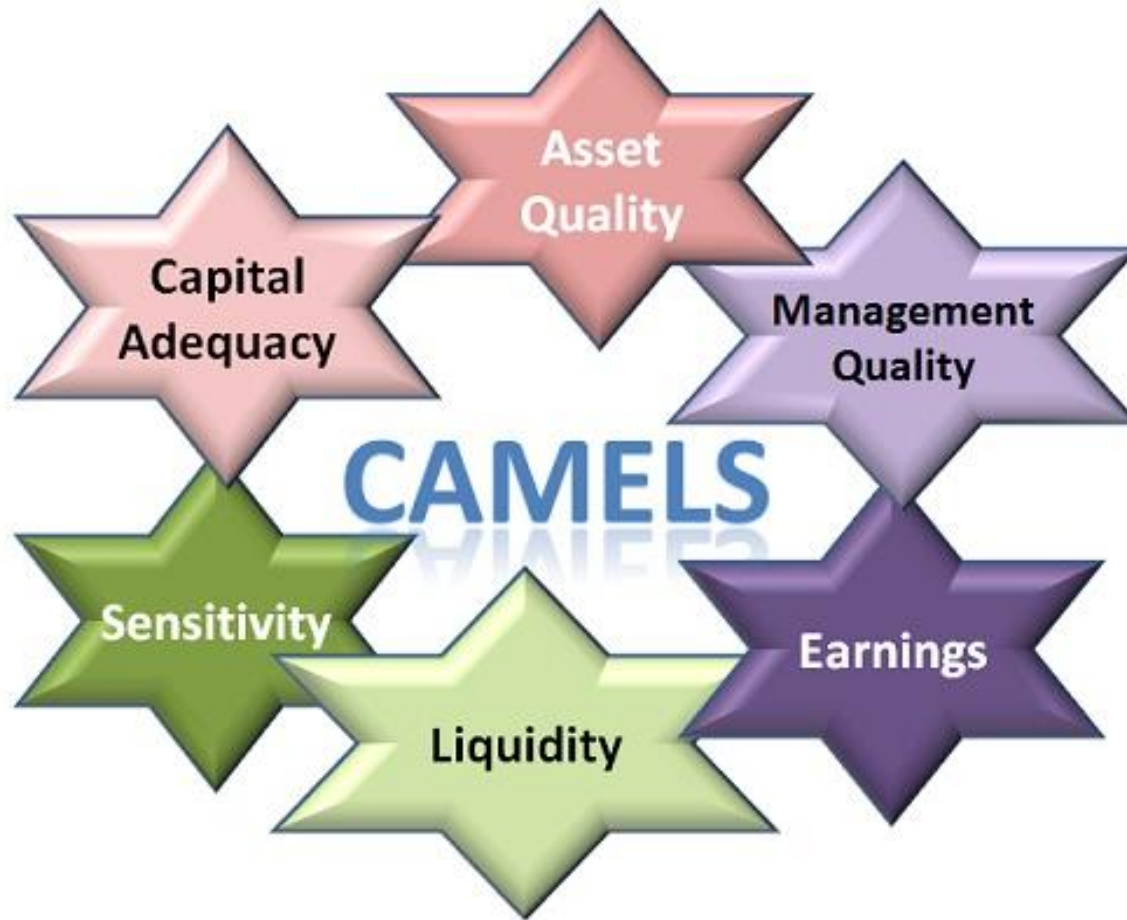 Asset
Quality
Capital
Adequacy
Management
Quality
CAMELS
Sensitivity
Earnings
Liquidity